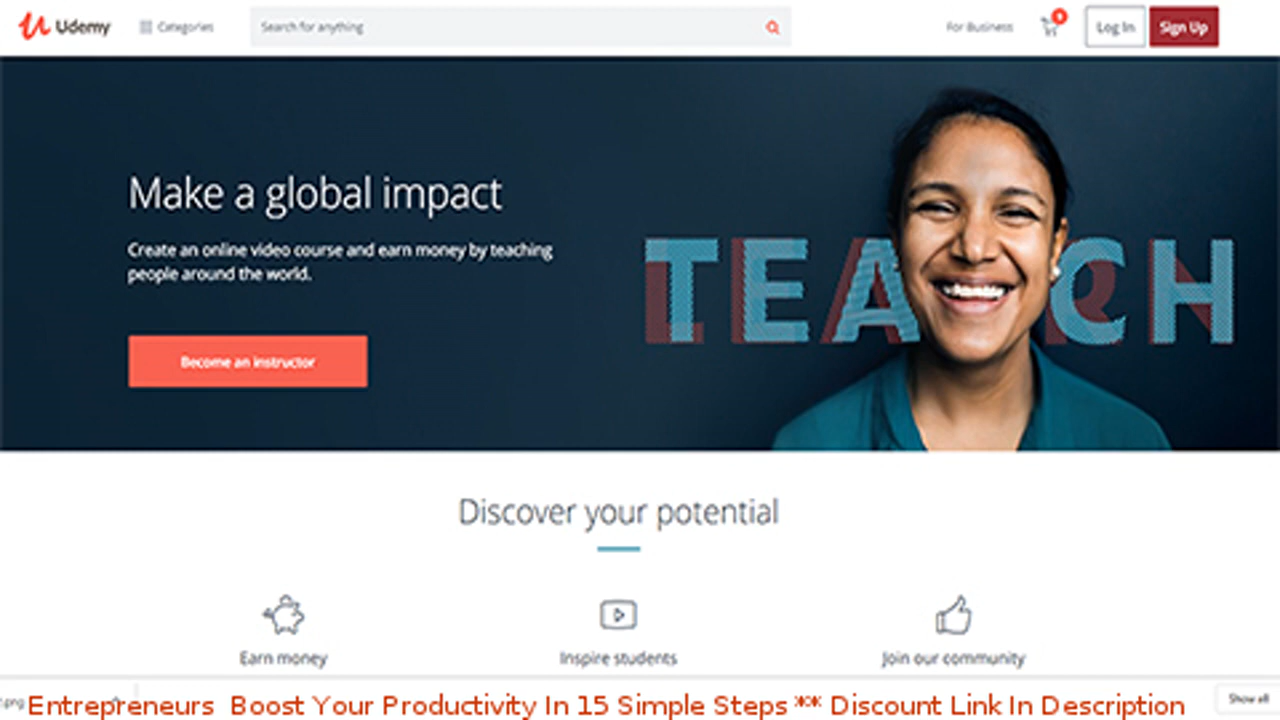 Udemy Categories Search for anything For Business Log In Sign Up
Make a global impact
Create an online video course and earn money by teaching
people around the world.
TEACH
Become an instructor
Discover your potential
Earn money Inspire students Join our community
.png Show all
Entrepreneurs Boost Your Productivity In 15 Simple Steps ** Discount Link In Description